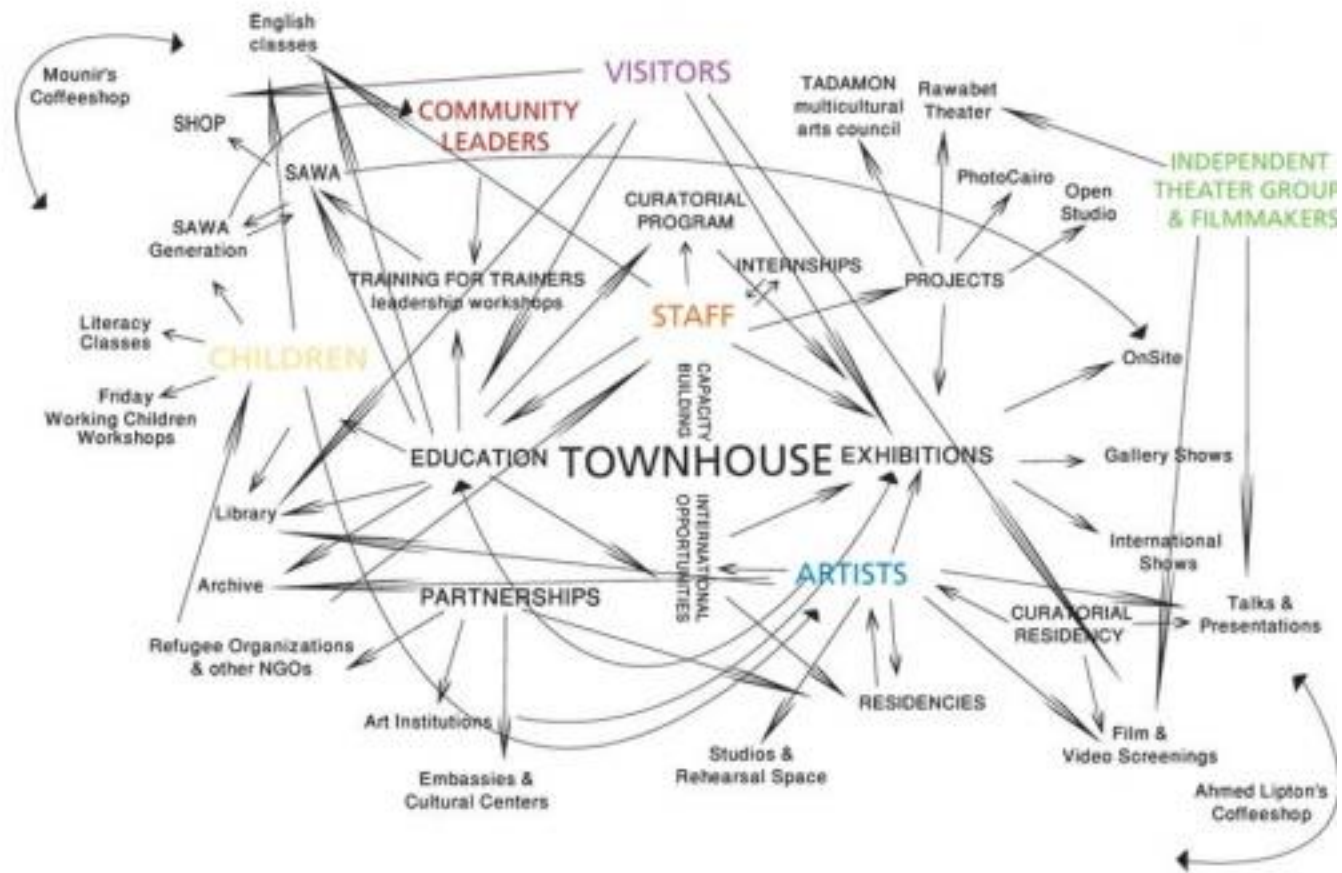 English
classes
VISITORS
Mounir's
Coffeeshop
TADAMON
multicultural
arts council
Rawabet
Theater
COMMUNITY
LEADERS
SHOP
INDEPENDENT
THEATER GROUP
& FILMMAKERS
SAWA
PhotoCairo
Open
Studio
CURATORIAL
PROGRAM
SAWA
Generation
INTERNSHIPS
TRAINING FOR TRAINERS
leadership workshops
PROJECTS
STAFF
Literacy
Classes
CHILDREN
OnSite
CAPACITY
BUILDING
Friday
Working Children
Workshops
EDUCATION
TOWNHOUSE
EXHIBITIONS
Gallery Shows
Library
INTERNATIONAL
OPPORTUNITIES
International
Shows
Archive
PARTNERSHIPS
ARTISTS
CURATORIAL
RESIDENCY
Talks &
Presentations
Refugee Organizations
& other NGOs
RESIDENCIES
Art Institutions
Film &
Video Screenings
Studios &
Rehearsal Space
Embassies &
Cultural Centers
Ahmed Lipton's
Coffeeshop